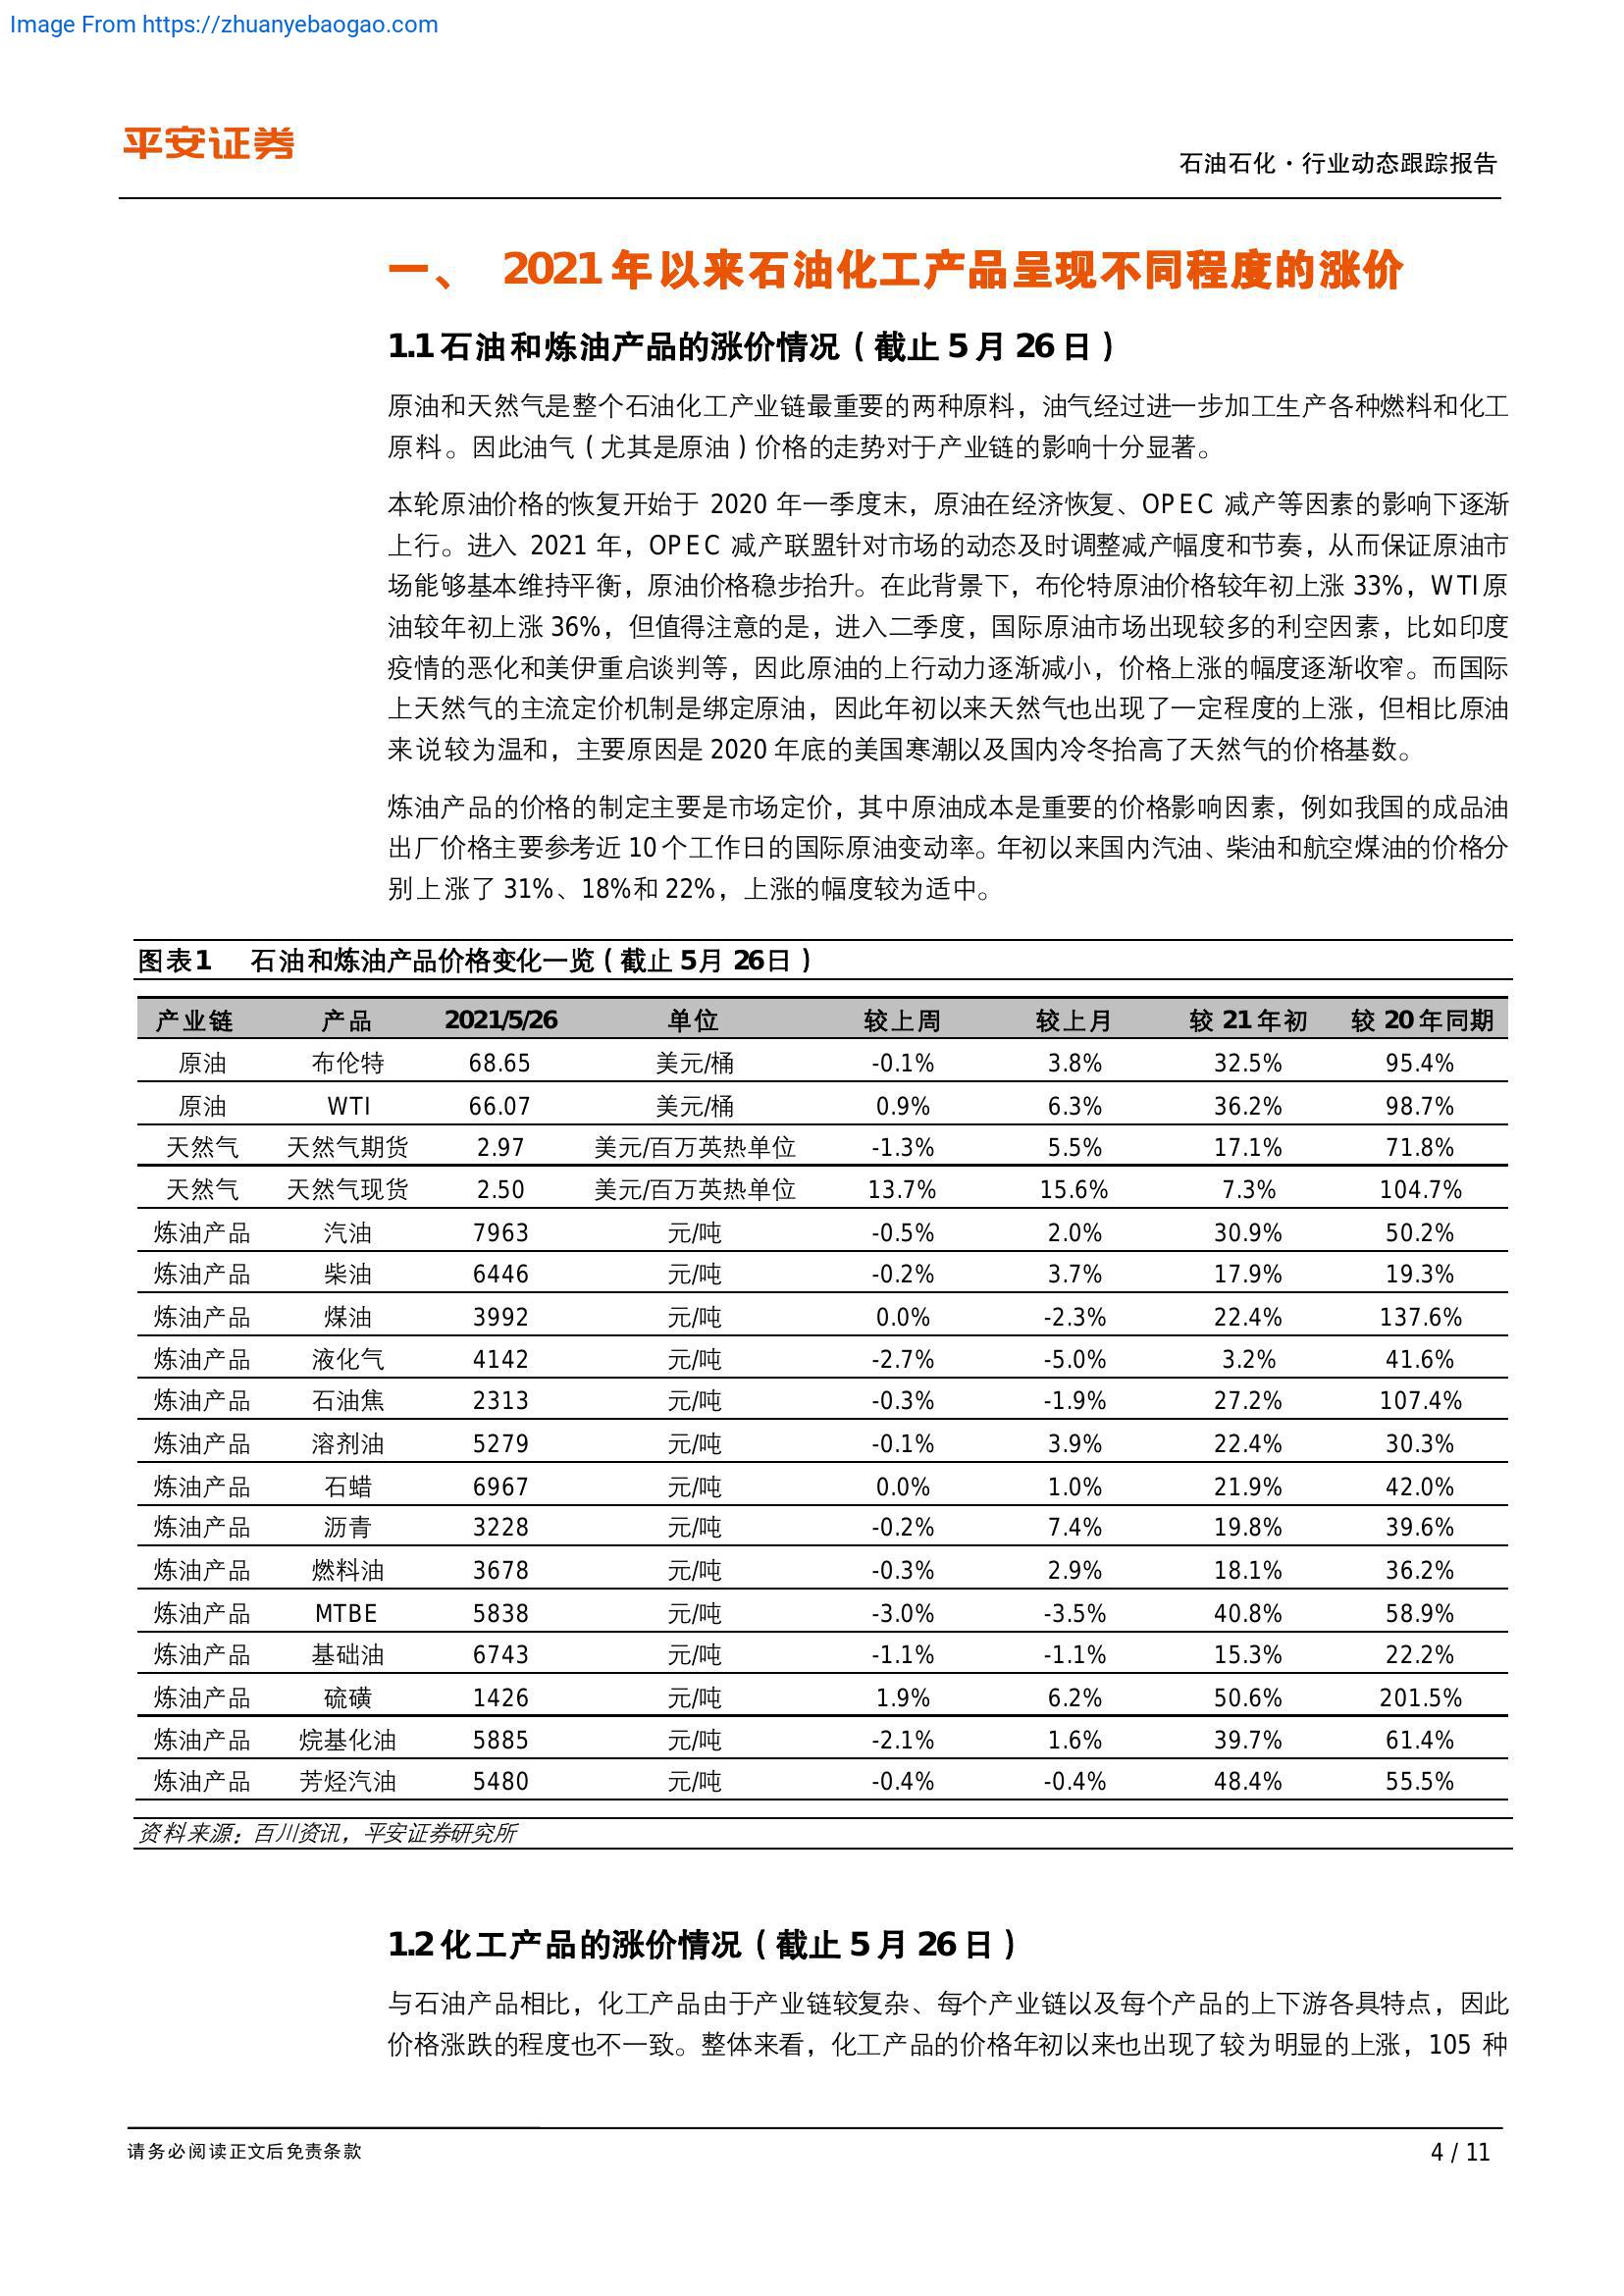 Image From https://zhuanyebaogao.com
平安证券
石油石化·行业动态跟踪报告
一、 2021年以来石油化工产品呈现不同程度的涨价
1.1石油和炼油产品的涨价情况（截止5月26日）
原油和天然气是整个石油化工产业链最重要的两种原料，油气经过进一步加工生产各种燃料和化工
原料。因此油气（尤其是原油）价格的走势对于产业链的影响十分显著。
本轮原油价格的恢复开始于 2020 年一季度末，原油在经济恢复、OPEC 减产等因素的影响下逐渐
上行。进入 2021 年，OPEC 减产联盟针对市场的动态及时调整减产幅度和节奏，从而保证原油市
场能够基本维持平衡，原油价格稳步抬升。在此背景下，布伦特原油价格较年初上涨 33%，WTI原
油较年初上涨 36%，但值得注意的是，进入二季度，国际原油市场出现较多的利空因素，比如印度
疫情的恶化和美伊重启谈判等，因此原油的上行动力逐渐减小，价格上涨的幅度逐渐收窄。而国际
上天然气的主流定价机制是绑定原油，因此年初以来天然气也出现了一定程度的上涨，但相比原油
来说较为温和，主要原因是 2020 年底的美国寒潮以及国内冷冬抬高了天然气的价格基数。
炼油产品的价格的制定主要是市场定价，其中原油成本是重要的价格影响因素，例如我国的成品油
出厂价格主要参考近 10 个工作日的国际原油变动率。年初以来国内汽油、柴油和航空煤油的价格分
别上涨了 31%、18%和 22%，上涨的幅度较为适中。
图表1 石油和炼油产品价格变化一览（截止 5月 26日）
产业链 产品 2021/5/26 单位 较上周 较上月 较 21 年初 较 20 年同期
原油 布伦特 68.65 美元/桶 -0.1% 3.8% 32.5% 95.4%
原油 WTI 66.07 美元/桶 0.9% 6.3% 36.2% 98.7%
天然气 天然气期货 2.97 美元/百万英热单位 -1.3% 5.5% 17.1% 71.8%
天然气 天然气现货 2.50 美元/百万英热单位 13.7% 15.6% 7.3% 104.7%
炼油产品 汽油 7963 元/吨 -0.5% 2.0% 30.9% 50.2%
炼油产品 柴油 6446 元/吨 -0.2% 3.7% 17.9% 19.3%
炼油产品 煤油 3992 元/吨 0.0% -2.3% 22.4% 137.6%
炼油产品 液化气 4142 元/吨 -2.7% -5.0% 3.2% 41.6%
炼油产品 石油焦 2313 元/吨 -0.3% -1.9% 27.2% 107.4%
炼油产品 溶剂油 5279 元/吨 -0.1% 3.9% 22.4% 30.3%
炼油产品 石蜡 6967 元/吨 0.0% 1.0% 21.9% 42.0%
炼油产品 沥青 3228 元/吨 -0.2% 7.4% 19.8% 39.6%
炼油产品 燃料油 3678 元/吨 -0.3% 2.9% 18.1% 36.2%
炼油产品 MTBE 5838 元/吨 -3.0% -3.5% 40.8% 58.9%
炼油产品 基础油 6743 元/吨 -1.1% -1.1% 15.3% 22.2%
炼油产品 硫磺 1426 元/吨 1.9% 6.2% 50.6% 201.5%
炼油产品 烷基化油 5885 元/吨 -2.1% 1.6% 39.7% 61.4%
炼油产品 芳烃汽油 5480 元/吨 -0.4% -0.4% 48.4% 55.5%
资料来源：百川资讯，平安证券研究所
1.2化工产品的涨价情况（截止5月26日）
与石油产品相比，化工产品由于产业链较复杂、每个产业链以及每个产品的上下游各具特点，因此
价格涨跌的程度也不一致。整体来看，化工产品的价格年初以来也出现了较为明显的上涨，105 种
请务必阅读正文后免责条款
4 / 11